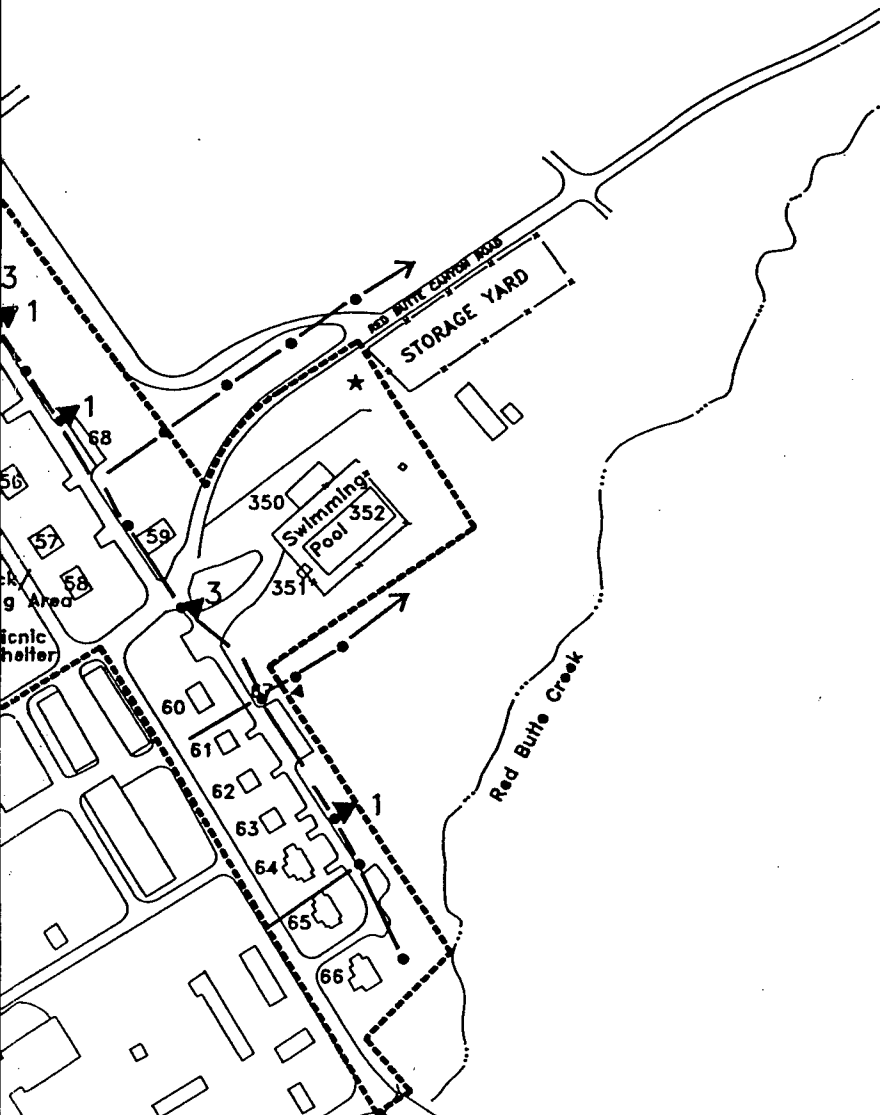 RED BUTTE CANYON ROAD
STORAGE YARD
3
1
1
68
56
350
Swimming
Pool
352
57
59
58
351
3
g Area
icnic
helter
60
67
61
62
1
63
64
65
66
Red Butte Creek